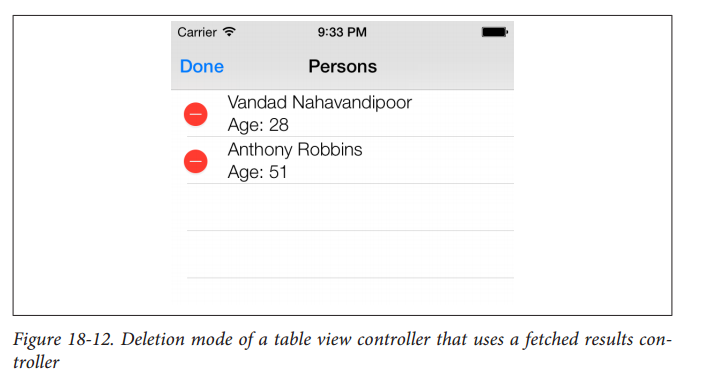 Carrier 9:33 PM
Done Persons
Vandad Nahavandipoor
Age: 28
Anthony Robbins
Age: 51
Figure 18-12. Deletion mode of a table view controller that uses a fetched results con-
troller